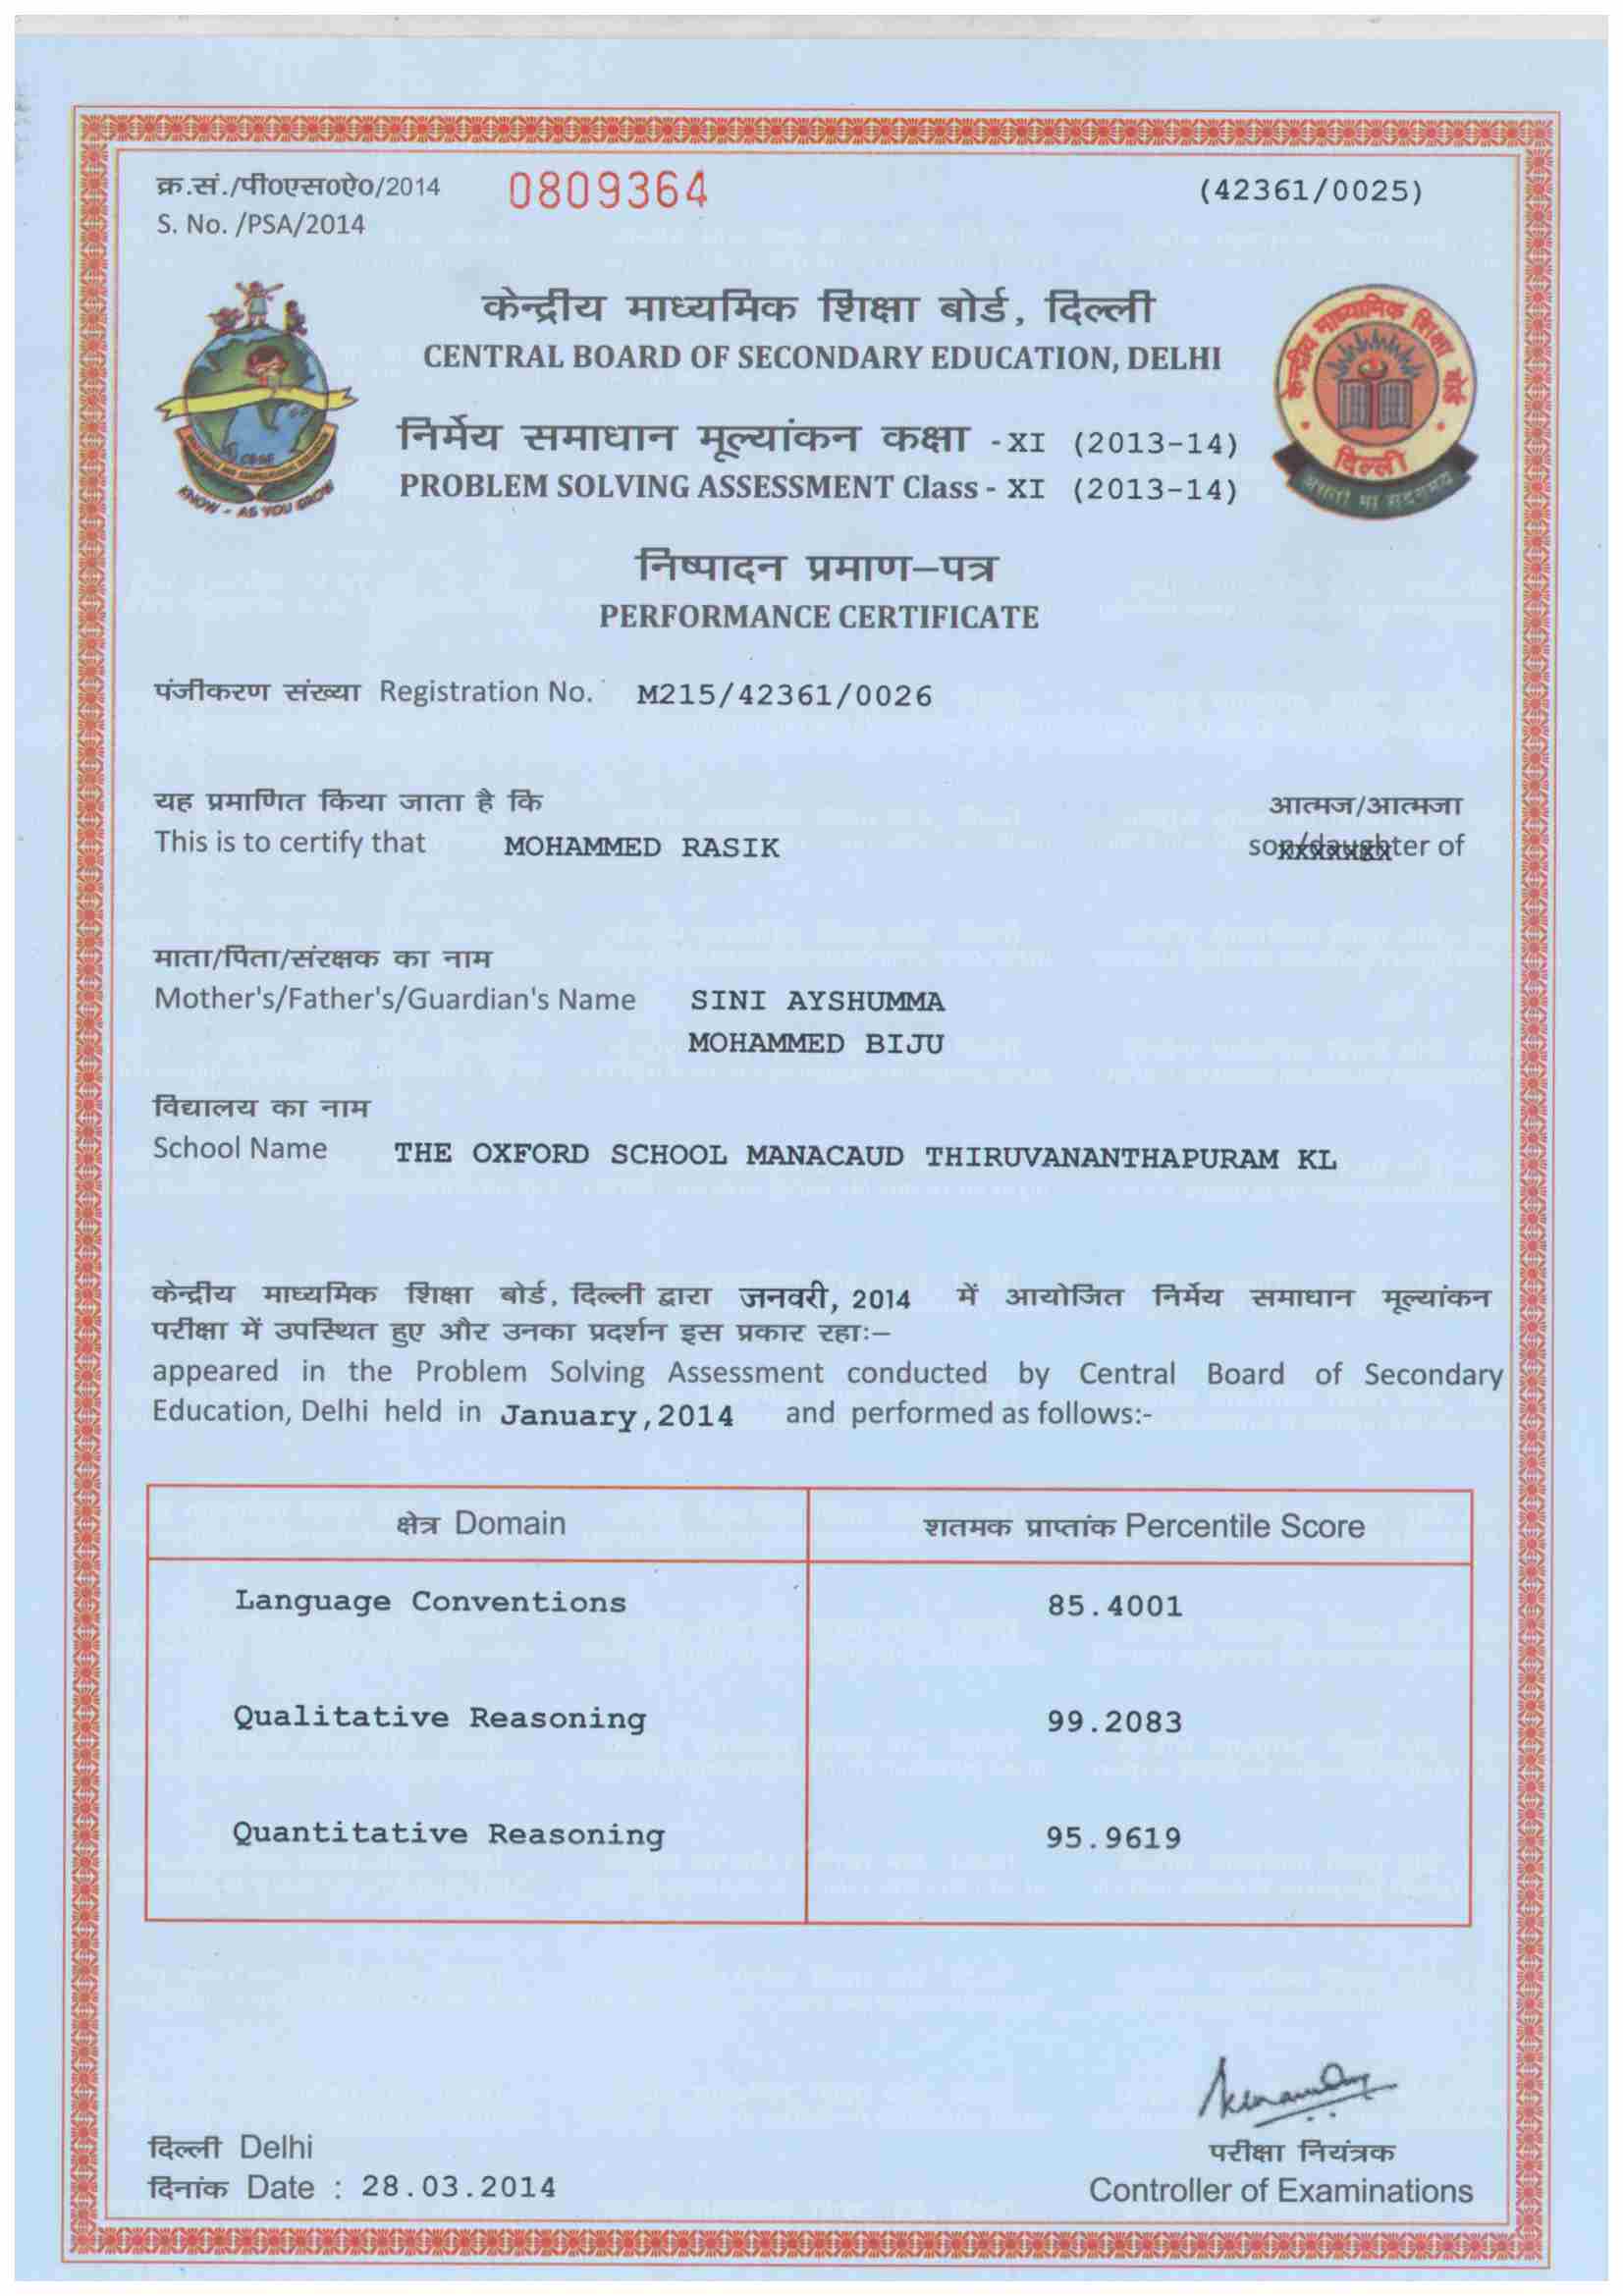 क्र.सं./पी०एस०ऐ०/2014 0809364 (42361/0025)
S. No. /PSA/2014
केन्द्रीय माध्यमिक शिक्षा बोर्ड, दिल्ली
CENTRAL BOARD OF SECONDARY EDUCATION, DELHI
निर्मेय समाधान मूल्यांकन कक्षा -XI (2013-14)
PROBLEM SOLVING ASSESSMENT Class - XI (2013-14)
CBSE
KNOW - AS YOU GROW
केन्द्रीय माध्यमिक शिक्षा बोर्ड
दिल्ली
असतो मा सद्गमय
निष्पादन प्रमाण–पत्र
PERFORMANCE CERTIFICATE
पंजीकरण संख्या Registration No. M215/42361/0026
यह प्रमाणित किया जाता है कि आत्मज/आत्मजा
This is to certify that MOHAMMED RASIK son/daughter of
माता/पिता/संरक्षक का नाम
Mother's/Father's/Guardian's Name SINI AYSHUMMA
MOHAMMED BIJU
विद्यालय का नाम
School Name THE OXFORD SCHOOL MANACAUD THIRUVANANTHAPURAM KL
केन्द्रीय माध्यमिक शिक्षा बोर्ड, दिल्ली द्वारा जनवरी, 2014 में आयोजित निर्मेय समाधान मूल्यांकन
परीक्षा में उपस्थित हुए और उनका प्रदर्शन इस प्रकार रहाः–
appeared in the Problem Solving Assessment conducted by Central Board of Secondary
Education, Delhi held in January,2014 and performed as follows:-
क्षेत्र Domain शतमक प्राप्तांक Percentile Score
Language Conventions 85.4001
Qualitative Reasoning 99.2083
Quantitative Reasoning 95.9619
दिल्ली Delhi परीक्षा नियंत्रक
दिनांक Date : 28.03.2014 Controller of Examinations